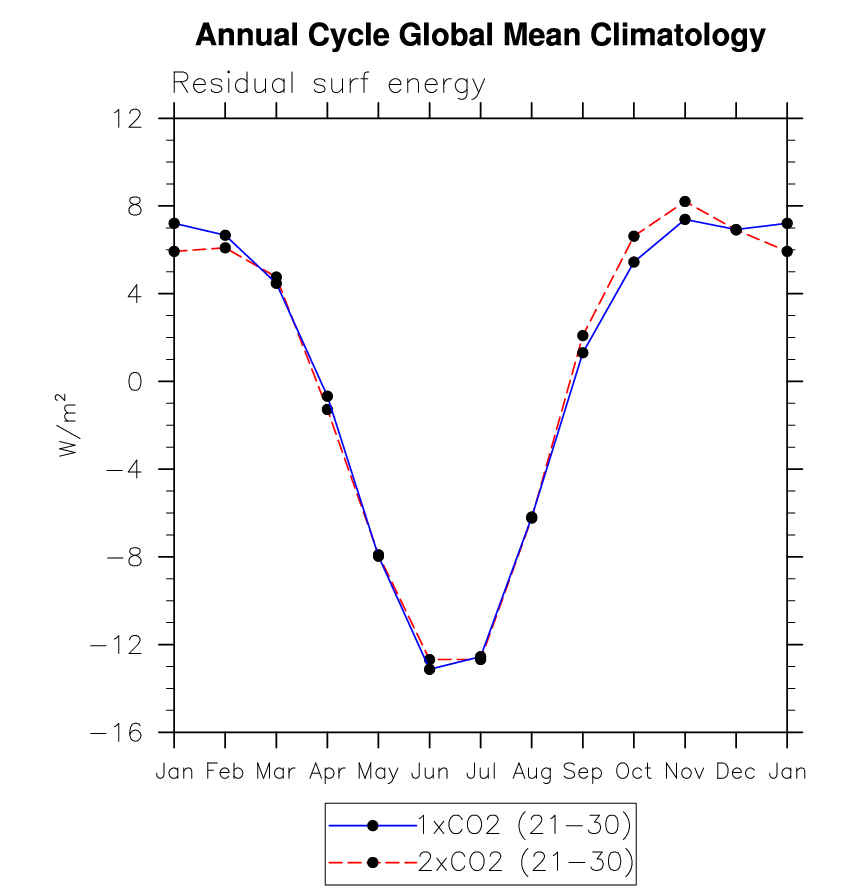 Annual Cycle Global Mean Climatology
Residual surf energy
12
8
4
0
−4
−8
−12
−16
W/m²
Jan Feb Mar Apr May Jun Jul Aug Sep Oct Nov Dec Jan
1xCO2 (21−30)
2xCO2 (21−30)